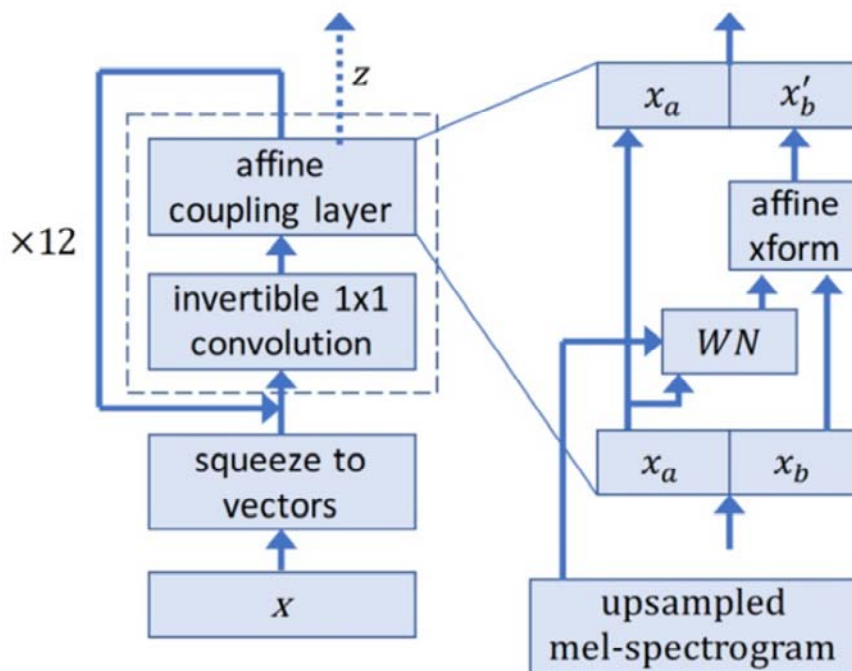 z
affine
coupling layer
×12
invertible 1x1
convolution
squeeze to
vectors
x
x_a
x'_b
affine
xform
WN
x_a
x_b
upsampled
mel-spectrogram